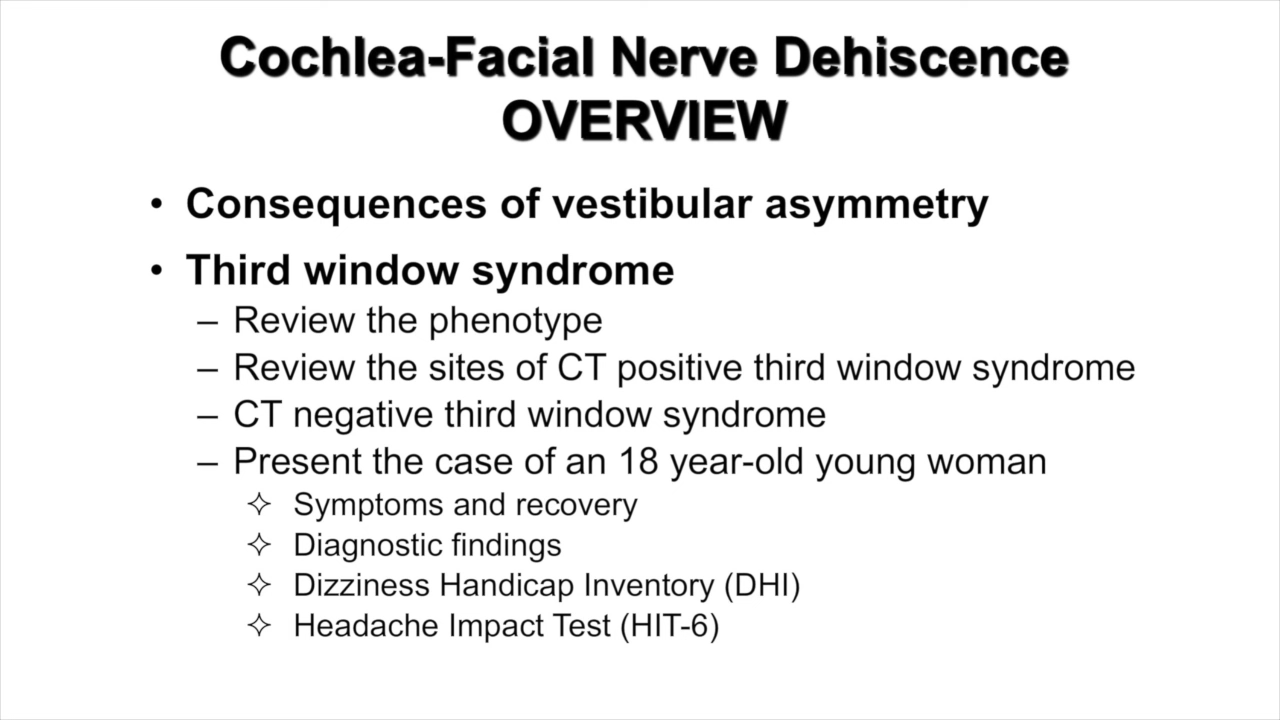 Cochlea-Facial Nerve Dehiscence
OVERVIEW
• Consequences of vestibular asymmetry
• Third window syndrome
– Review the phenotype
– Review the sites of CT positive third window syndrome
– CT negative third window syndrome
– Present the case of an 18 year-old young woman
✧ Symptoms and recovery
✧ Diagnostic findings
✧ Dizziness Handicap Inventory (DHI)
✧ Headache Impact Test (HIT-6)